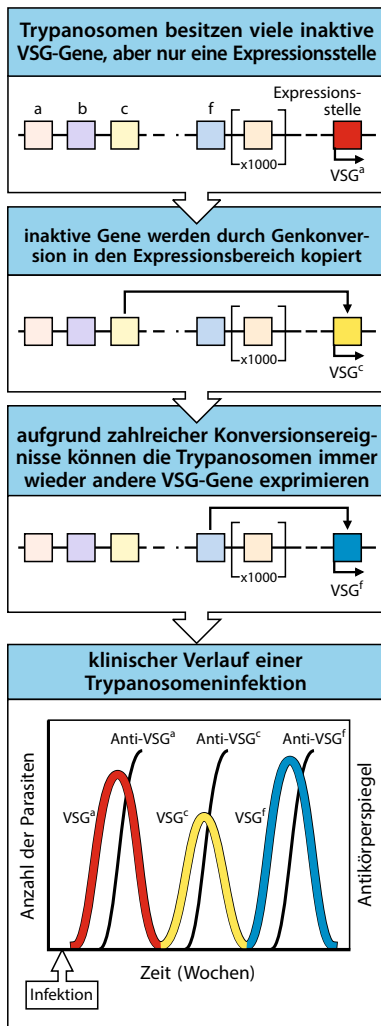 Trypanosomen besitzen viele inaktive
VSG-Gene, aber nur eine Expressionsstelle
Expressions-
stelle
a b c f
x1000
VSGᵃ
inaktive Gene werden durch Genkonver-
sion in den Expressionsbereich kopiert
x1000
VSGᶜ
aufgrund zahlreicher Konversionsereig-
nisse können die Trypanosomen immer
wieder andere VSG-Gene exprimieren
x1000
VSGᶠ
klinischer Verlauf einer
Trypanosomeninfektion
Anzahl der Parasiten
Anti-VSGᵃ Anti-VSGᶜ Anti-VSGᶠ
VSGᵃ VSGᶜ VSGᶠ
Antikörperspiegel
Zeit (Wochen)
Infektion